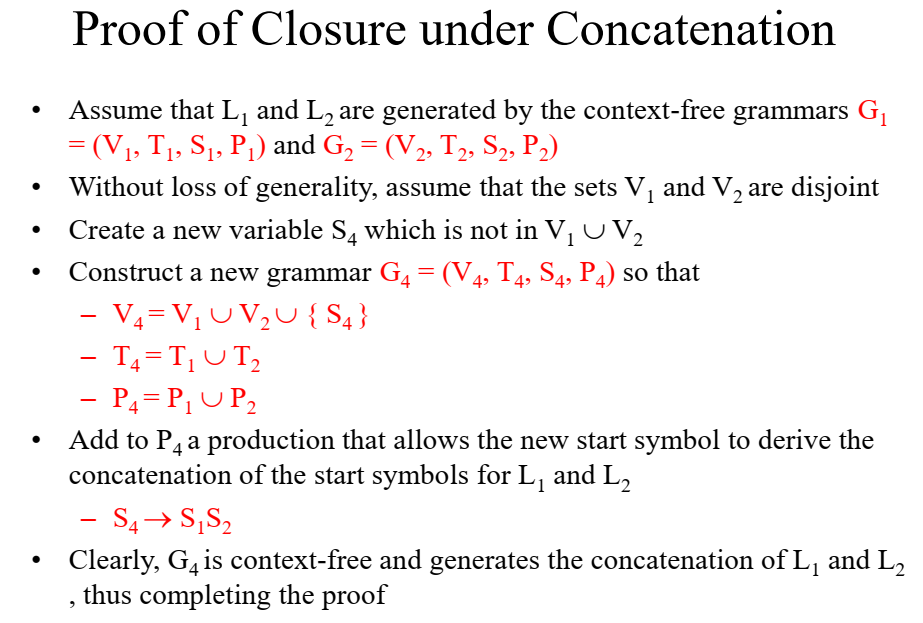 Proof of Closure under Concatenation
• Assume that L₁ and L₂ are generated by the context-free grammars G₁
= (V₁, T₁, S₁, P₁) and G₂ = (V₂, T₂, S₂, P₂)
• Without loss of generality, assume that the sets V₁ and V₂ are disjoint
• Create a new variable S₄ which is not in V₁ ∪ V₂
• Construct a new grammar G₄ = (V₄, T₄, S₄, P₄) so that
– V₄ = V₁ ∪ V₂ ∪ { S₄ }
– T₄ = T₁ ∪ T₂
– P₄ = P₁ ∪ P₂
• Add to P₄ a production that allows the new start symbol to derive the
concatenation of the start symbols for L₁ and L₂
– S₄ → S₁S₂
• Clearly, G₄ is context-free and generates the concatenation of L₁ and L₂
, thus completing the proof